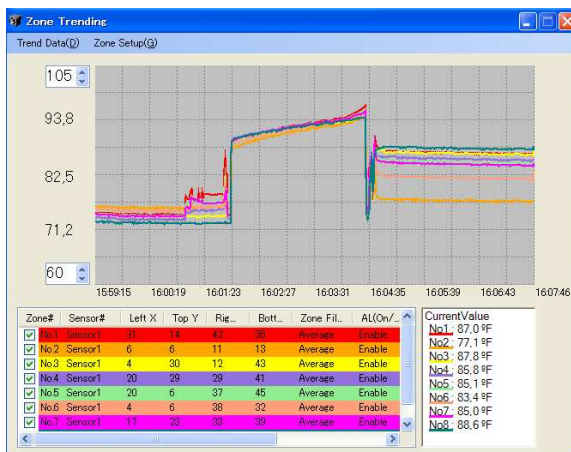 Zone Trending
Trend Data(D) Zone Setup(G)
105
93,8
82,5
71,2
60
15:59:15 16:00:19 16:01:23 16:02:27 16:03:31 16:04:35 16:05:39 16:06:43 16:07:46
Zone# Sensor# Left X Top Y Rig... Bott... Zone Fil... AL(On/
No.1 Sensor1 31 14 42 36 Average Enable
No.2 Sensor1 6 6 11 13 Average Enable
No.3 Sensor1 4 30 12 43 Average Enable
No.4 Sensor1 20 29 29 41 Average Enable
No.5 Sensor1 20 6 37 45 Average Enable
No.6 Sensor1 4 6 38 32 Average Enable
No.7 Sensor1 17 23 33 39 Average Enable
CurrentValue
No1 : 87,0 ºF
No2 : 77,1 ºF
No3 : 87,8 ºF
No4 : 85,8 ºF
No5 : 85,1 ºF
No6 : 83,4 ºF
No7 : 85,0 ºF
No8 : 88,6 ºF